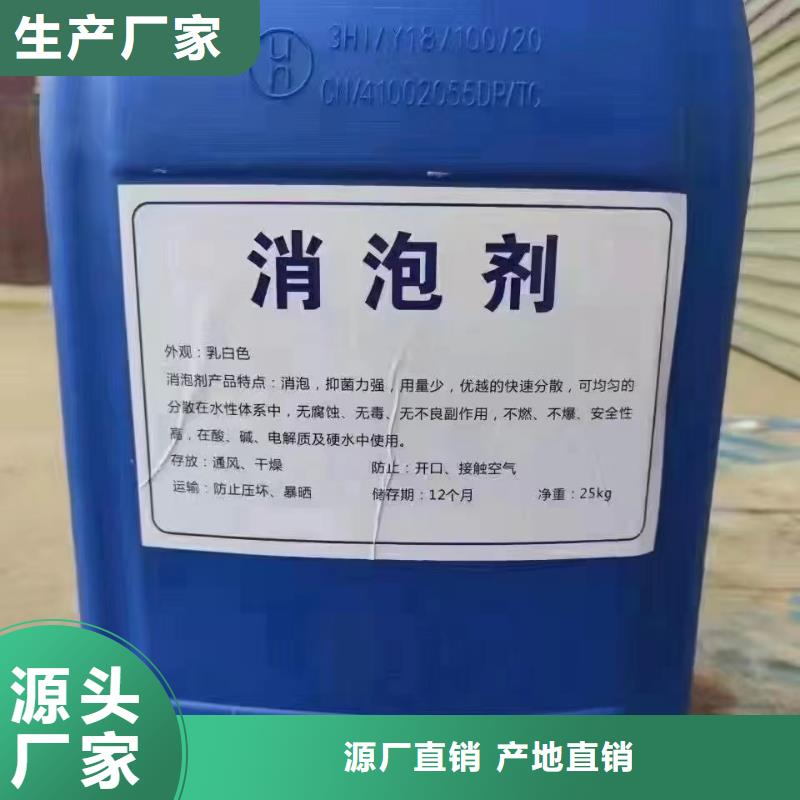 生产厂家
3H1/Y18/100/20
CN/41002055DP/TC
消泡剂
外观：乳白色
消泡剂产品特点：消泡，抑菌力强，用量少，优越的快速分散，可均匀的
分散在水性体系中，无腐蚀、无毒、无不良副作用，不燃、不爆、安全性
高，在酸、碱、电解质及硬水中使用。
存放：通风、干燥 防止：开口、接触空气
运输：防止压坏、暴晒 储存期：12个月 净重：25kg
源头
厂家
源厂直销 产地直销